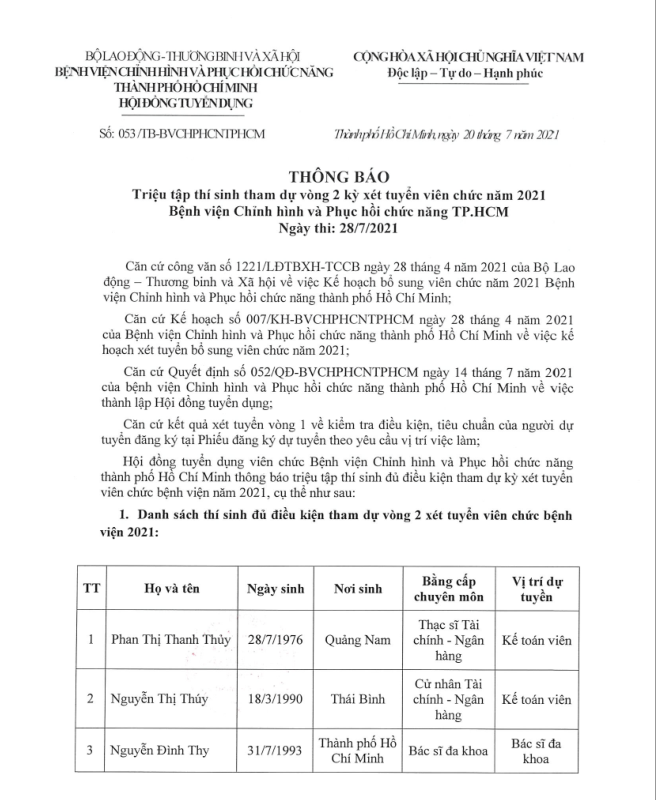 BỘ LAO ĐỘNG - THƯƠNG BINH VÀ XÃ HỘI
BỆNH VIỆN CHỈNH HÌNH VÀ PHỤC HỒI CHỨC NĂNG
THÀNH PHỐ HỒ CHÍ MINH
HỘI ĐỒNG TUYỂN DỤNG
Số: 053/TB-BVCHPHCNTPHCM
CỘNG HÒA XÃ HỘI CHỦ NGHĨA VIỆT NAM
Độc lập – Tự do – Hạnh phúc
Thành phố Hồ Chí Minh, ngày 20 tháng 7 năm 2021
THÔNG BÁO
Triệu tập thí sinh tham dự vòng 2 kỳ xét tuyển viên chức năm 2021
Bệnh viện Chỉnh hình và Phục hồi chức năng TP.HCM
Ngày thi: 28/7/2021
Căn cứ công văn số 1221/LĐTBXH-TCCB ngày 28 tháng 4 năm 2021 của Bộ Lao
động – Thương binh và Xã hội về việc Kế hoạch bổ sung viên chức năm 2021 Bệnh
viện Chỉnh hình và Phục hồi chức năng thành phố Hồ Chí Minh;
Căn cứ Kế hoạch số 007/KH-BVCHPHCNTPHCM ngày 28 tháng 4 năm 2021
của Bệnh viện Chỉnh hình và Phục hồi chức năng thành phố Hồ Chí Minh về việc kế
hoạch xét tuyển bổ sung viên chức năm 2021;
Căn cứ Quyết định số 052/QĐ-BVCHPHCNTPHCM ngày 14 tháng 7 năm 2021
của bệnh viện Chỉnh hình và Phục hồi chức năng thành phố Hồ Chí Minh về việc
thành lập Hội đồng tuyển dụng;
Căn cứ kết quả xét tuyển vòng 1 về kiểm tra điều kiện, tiêu chuẩn của người dự
tuyển đăng ký tại Phiếu đăng ký dự tuyển theo yêu cầu vị trí việc làm;
Hội đồng tuyển dụng viên chức Bệnh viện Chỉnh hình và Phục hồi chức năng
thành phố Hồ Chí Minh thông báo triệu tập thí sinh đủ điều kiện tham dự kỳ xét tuyển
viên chức bệnh viện năm 2021, cụ thể như sau:
1. Danh sách thí sinh đủ điều kiện tham dự vòng 2 xét tuyển viên chức bệnh
viện 2021:
TT Họ và tên Ngày sinh Nơi sinh Bằng cấp chuyên môn Vị trí dự tuyển
1 Phan Thị Thanh Thủy 28/7/1976 Quảng Nam Thạc sĩ Tài chính - Ngân hàng Kế toán viên
2 Nguyễn Thị Thúy 18/3/1990 Thái Bình Cử nhân Tài chính - Ngân hàng Kế toán viên
3 Nguyễn Đình Thy 31/7/1993 Thành phố Hồ Chí Minh Bác sĩ đa khoa Bác sĩ đa khoa